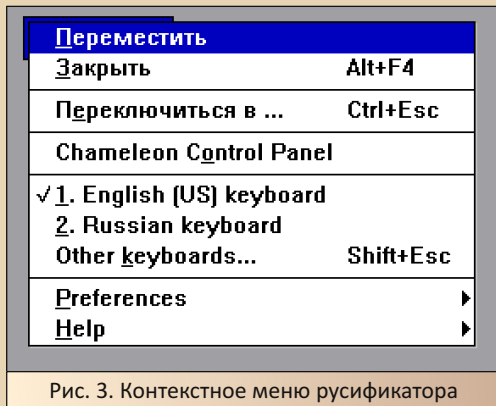 Переместить
Закрыть Alt+F4
Переключиться в ... Ctrl+Esc
Chameleon Control Panel
√ 1. English (US) keyboard
2. Russian keyboard
Other keyboards... Shift+Esc
Preferences
Help
Рис. 3. Контекстное меню русификатора